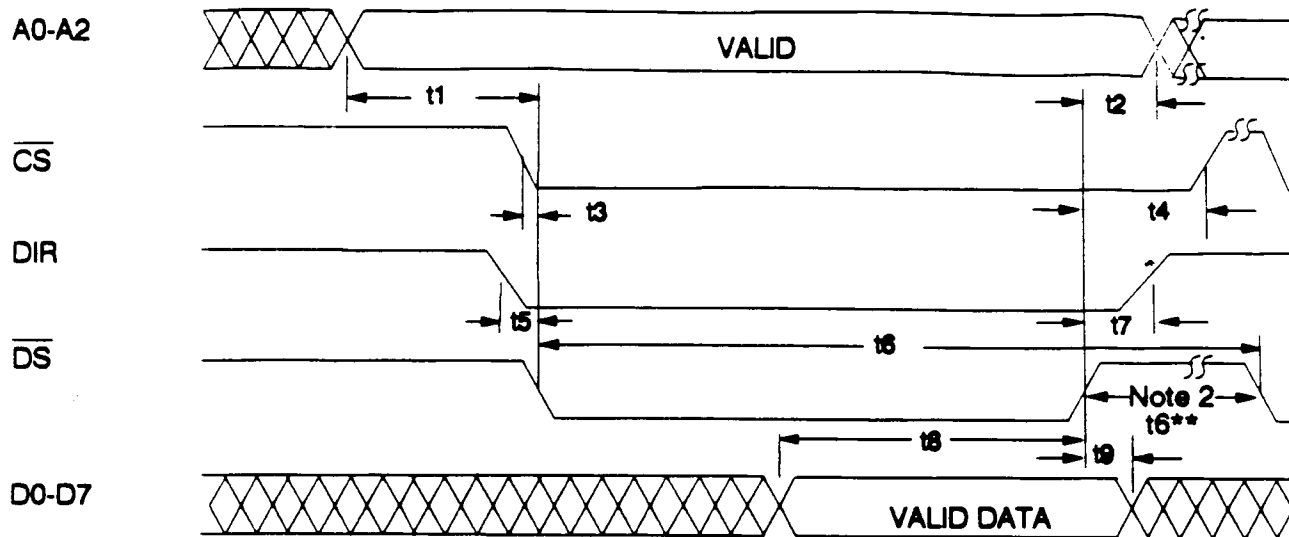 A0-A2
VALID
t1
t2
CS
t3
t4
DIR
t5
t7
t6
DS
Note 2
t6**
t8
t9
D0-D7
VALID DATA